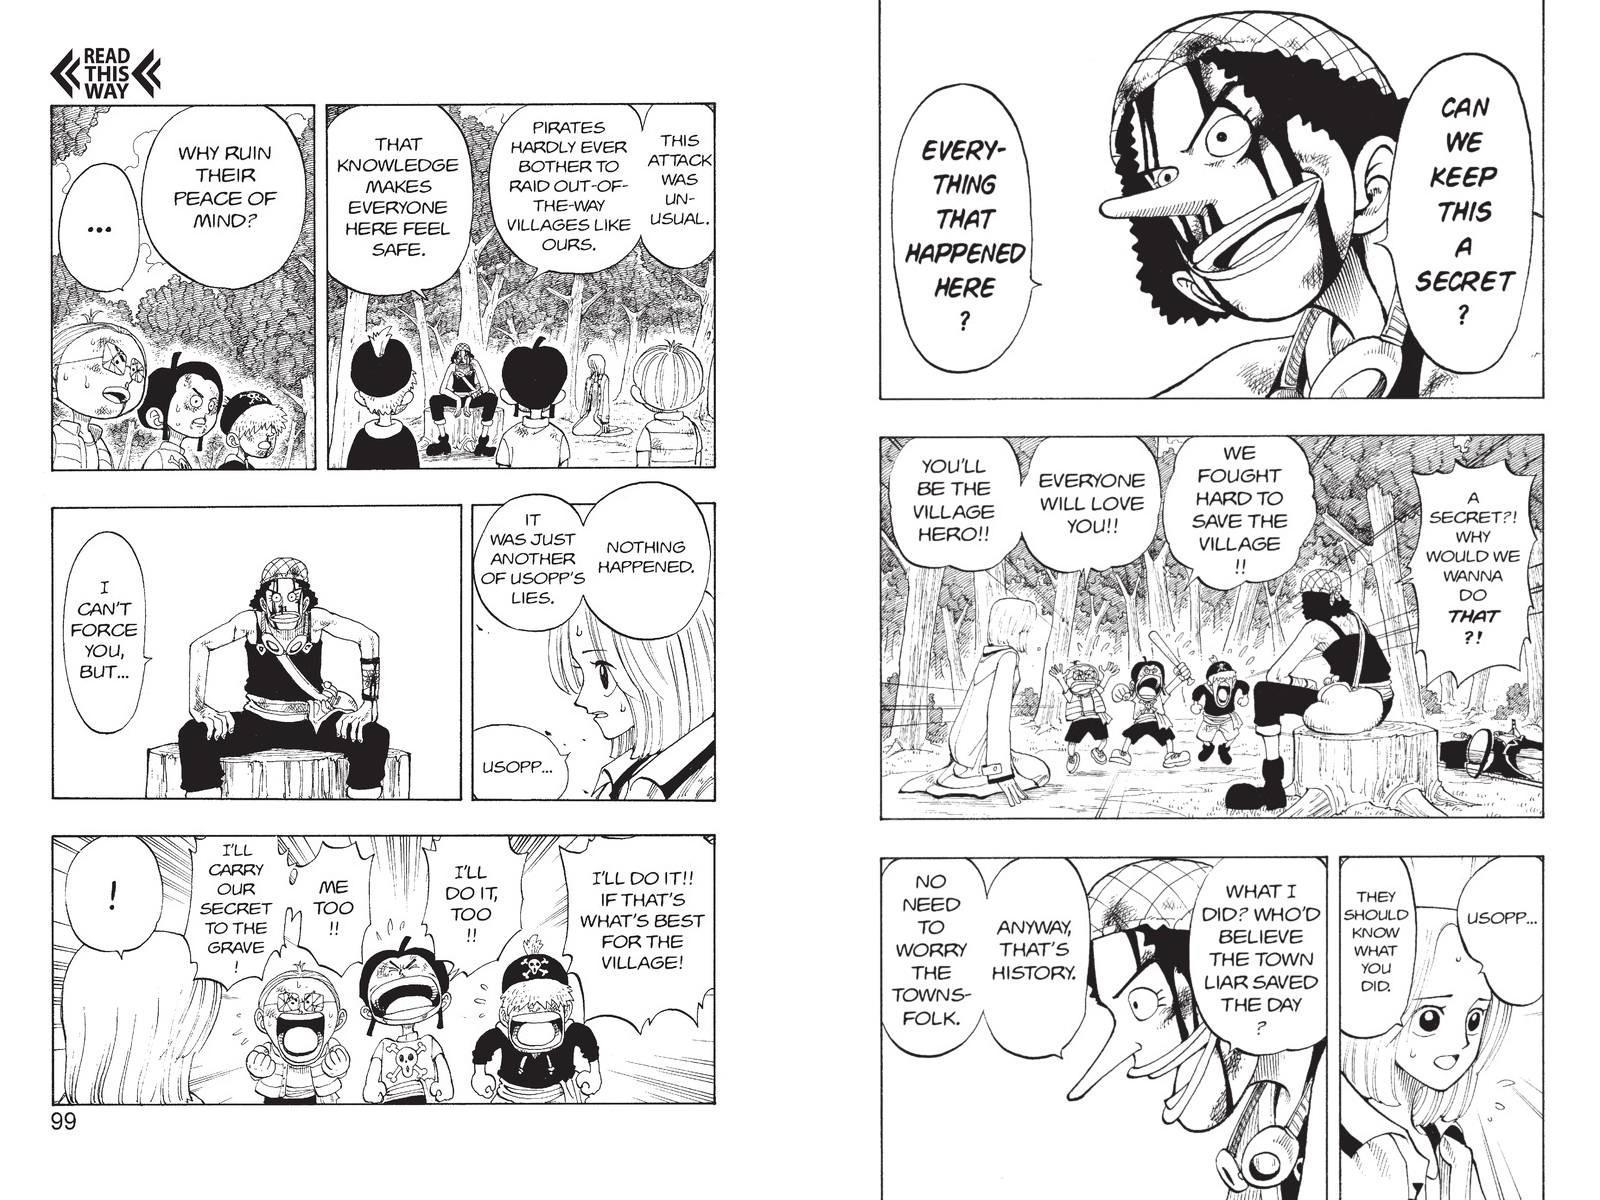 CAN
WE
KEEP
THIS
A
SECRET
?
EVERY-
THING
THAT
HAPPENED
HERE
?
A
SECRET?!
WHY
WOULD WE
WANNA
DO
THAT
?!
WE
FOUGHT
HARD TO
SAVE THE
VILLAGE
!!
EVERYONE
WILL LOVE
YOU!!
YOU'LL
BE THE
VILLAGE
HERO!!
USOPP...
THEY
SHOULD
KNOW
WHAT
YOU
DID.
WHAT I
DID? WHO'D
BELIEVE
THE TOWN
LIAR SAVED
THE DAY
?
ANYWAY,
THAT'S
HISTORY.
NO
NEED
TO
WORRY
THE
TOWNS-
FOLK.
READ
THIS
WAY
THIS
ATTACK
WAS
UN-
USUAL.
PIRATES
HARDLY EVER
BOTHER TO
RAID OUT-OF-
THE-WAY
VILLAGES LIKE
OURS.
THAT
KNOWLEDGE
MAKES
EVERYONE
HERE FEEL
SAFE.
WHY RUIN
THEIR
PEACE OF
MIND?
...
NOTHING
HAPPENED.
IT
WAS JUST
ANOTHER
OF USOPP'S
LIES.
USOPP...
I
CAN'T
FORCE
YOU,
BUT...
I'LL DO IT!!
IF THAT'S
WHAT'S BEST
FOR THE
VILLAGE!
I'LL
DO IT,
TOO
!!
ME
TOO
!!
I'LL
CARRY
OUR
SECRET
TO THE
GRAVE
!
!
99